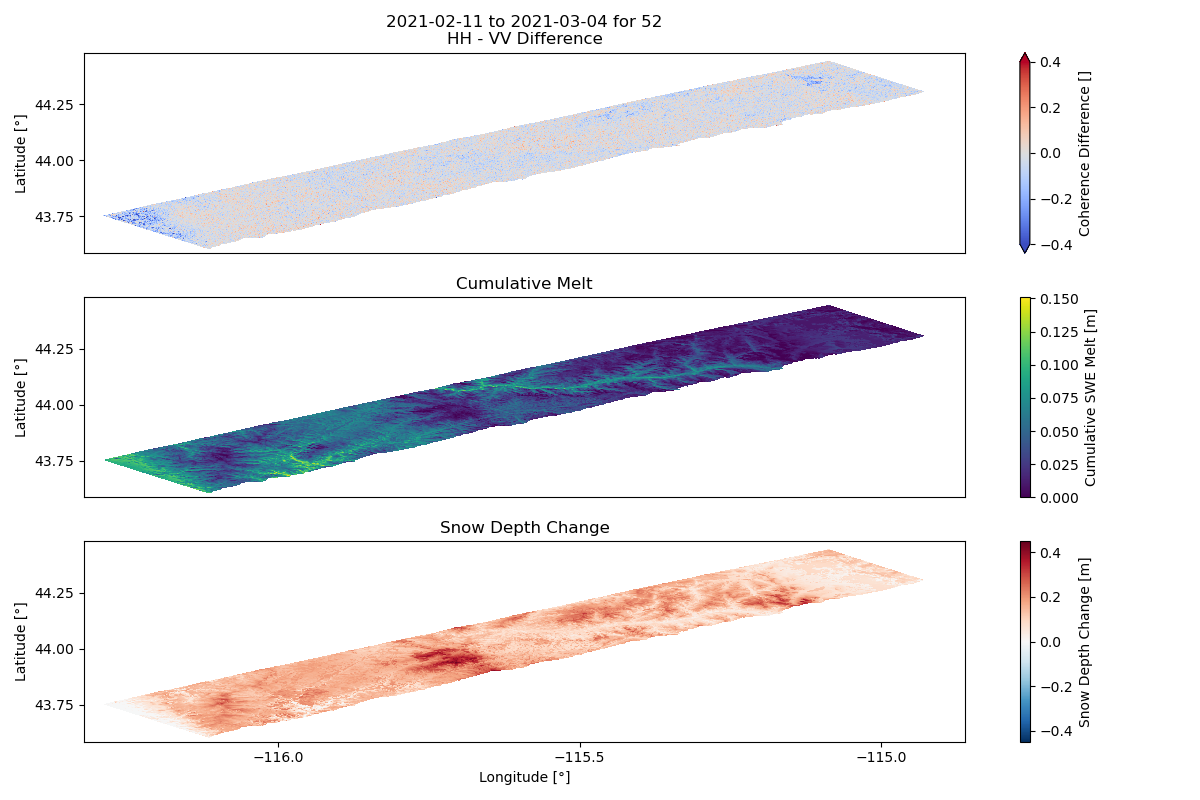 2021-02-11 to 2021-03-04 for 52
HH - VV Difference
Latitude [°]
44.25
44.00
43.75
0.4
0.2
0.0
−0.2
−0.4
Coherence Difference []
Cumulative Melt
Latitude [°]
44.25
44.00
43.75
0.150
0.125
0.100
0.075
0.050
0.025
0.000
Cumulative SWE Melt [m]
Snow Depth Change
Latitude [°]
44.25
44.00
43.75
0.4
0.2
0.0
−0.2
−0.4
Snow Depth Change [m]
−116.0
−115.5
−115.0
Longitude [°]